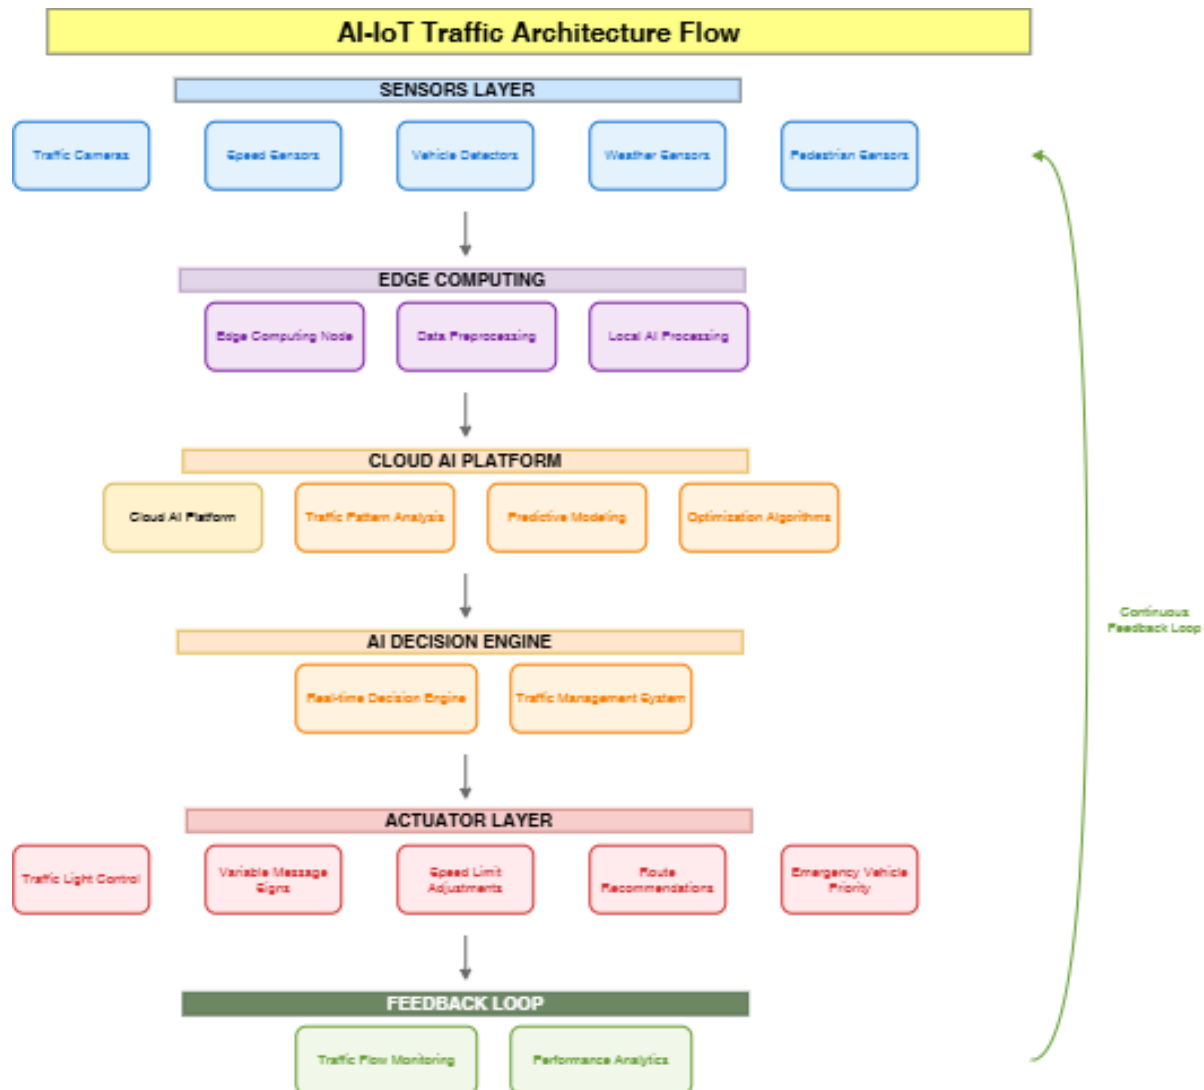 AI-IoT Traffic Architecture Flow
SENSORS LAYER
Traffic Cameras
Speed Sensors
Vehicle Detectors
Weather Sensors
Pedestrian Sensors
EDGE COMPUTING
Edge Computing Node
Data Preprocessing
Local AI Processing
CLOUD AI PLATFORM
Cloud AI Platform
Traffic Pattern Analysis
Predictive Modeling
Optimization Algorithms
Continuous
Feedback Loop
AI DECISION ENGINE
Real-time Decision Engine
Traffic Management System
ACTUATOR LAYER
Traffic Light Control
Variable Message
Signs
Speed Limit
Adjustments
Route
Recommendations
Emergency Vehicle
Priority
FEEDBACK LOOP
Traffic Flow Monitoring
Performance Analytics